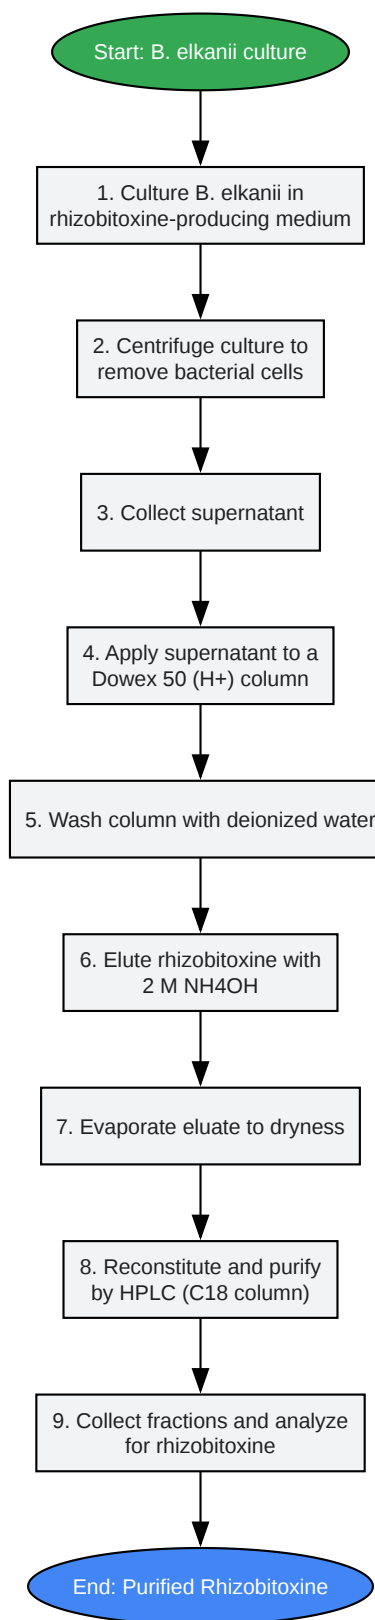 Start: B. elkanii culture
1. Culture B. elkanii in
rhizobitoxine-producing medium
2. Centrifuge culture to
remove bacterial cells
3. Collect supernatant
4. Apply supernatant to a
Dowex 50 (H+) column
5. Wash column with deionized water
6. Elute rhizobitoxine with
2 M NH4OH
7. Evaporate eluate to dryness
8. Reconstitute and purify
by HPLC (C18 column)
9. Collect fractions and analyze
for rhizobitoxine
End: Purified Rhizobitoxine